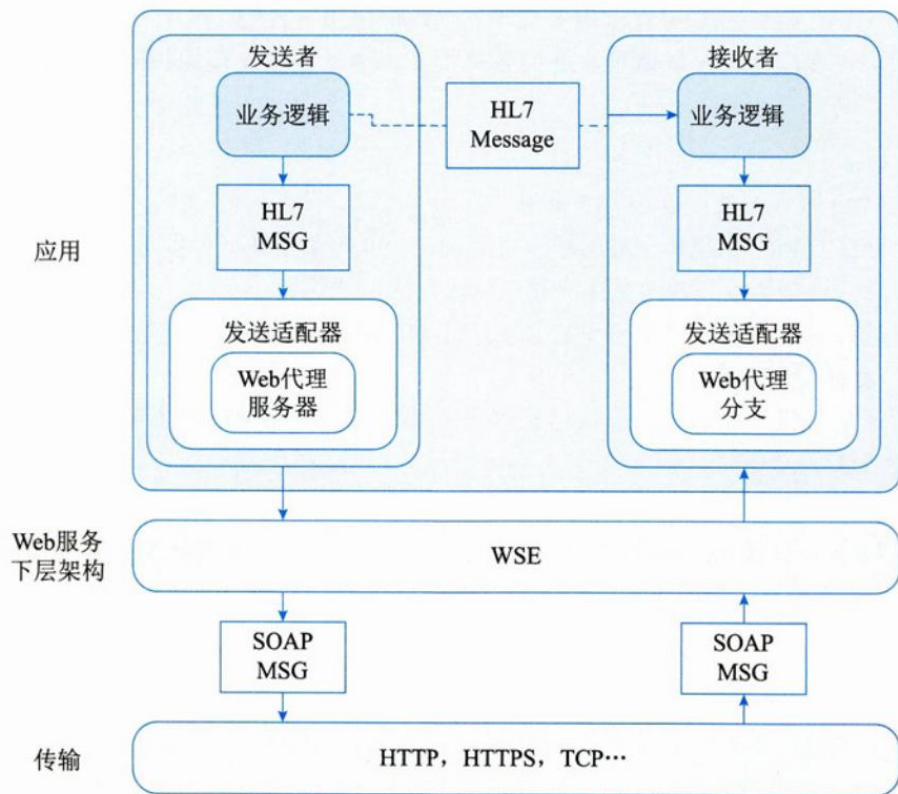 发送者
业务逻辑
HL7
Message
接收者
业务逻辑
HL7
MSG
HL7
MSG
应用
发送适配器
Web代理
服务器
发送适配器
Web代理
分支
Web服务
下层架构
WSE
SOAP
MSG
SOAP
MSG
传输
HTTP，HTTPS，TCP…